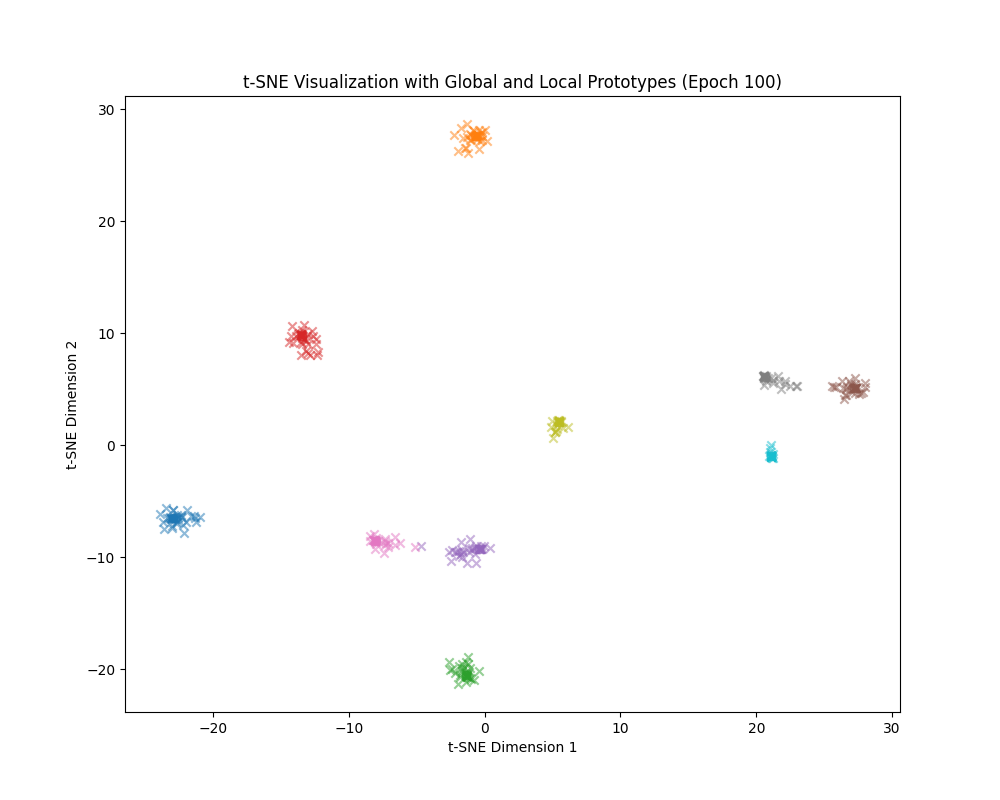 t-SNE Visualization with Global and Local Prototypes (Epoch 100)
30
20
10
0
−10
−20
t-SNE Dimension 2
−20 −10 0 10 20 30
t-SNE Dimension 1